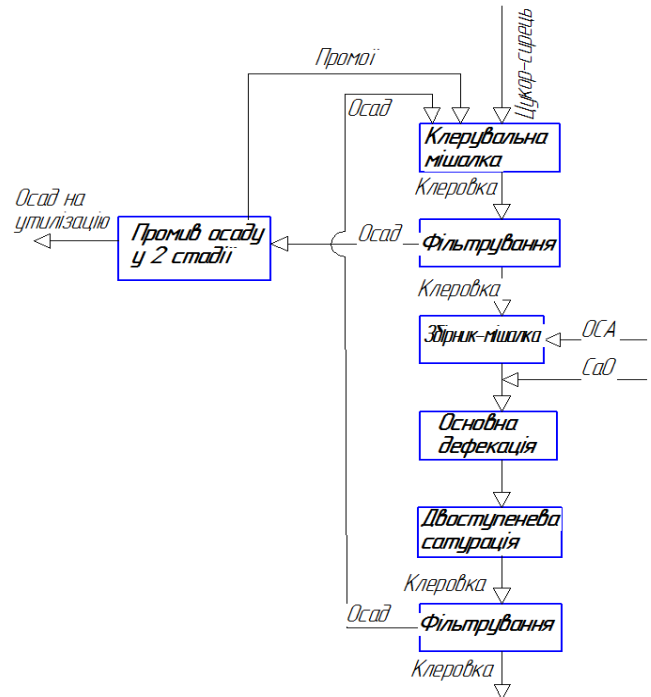 Цукор-сирець
Промої
Осад
Клерувальна
мішалка
Клеровка
Осад на
утилізацію
Промив осаду
у 2 стадії
Осад
Фільтрування
Клеровка
Збірник-мішалка
ОСА
СаО
Основна
дефекація
Двоступенева
сатурація
Клеровка
Осад
Фільтрування
Клеровка